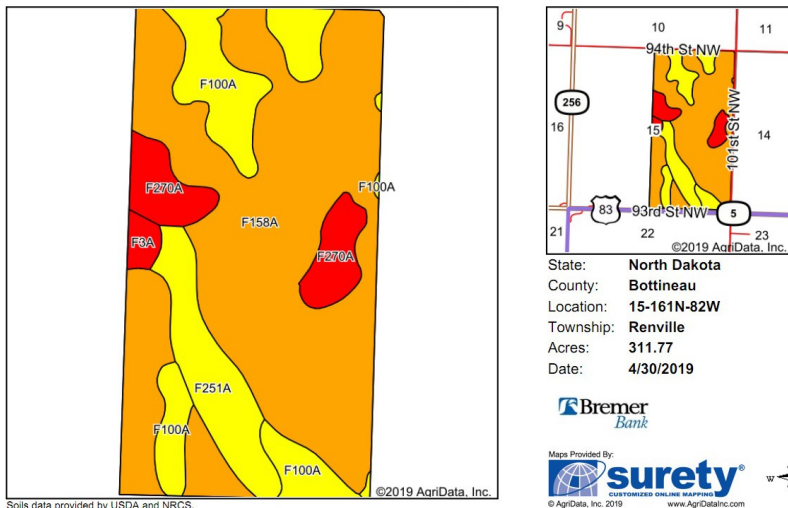 F100A
F270A
F100A
F158A
F3A
F270A
F251A
F100A
F100A
©2019 AgriData, Inc.
Soils data provided by USDA and NRCS.
9
10
11
94th St NW
256
16
15
101st St NW
14
83
93rd St NW
5
21
22
23
©2019 AgriData, Inc.
State: North Dakota
County: Bottineau
Location: 15-161N-82W
Township: Renville
Acres: 311.77
Date: 4/30/2019
Bremer
Bank
Maps Provided By:
surety®
CUSTOMIZED ONLINE MAPPING
© AgriData, Inc. 2019 www.AgriDataInc.com
W